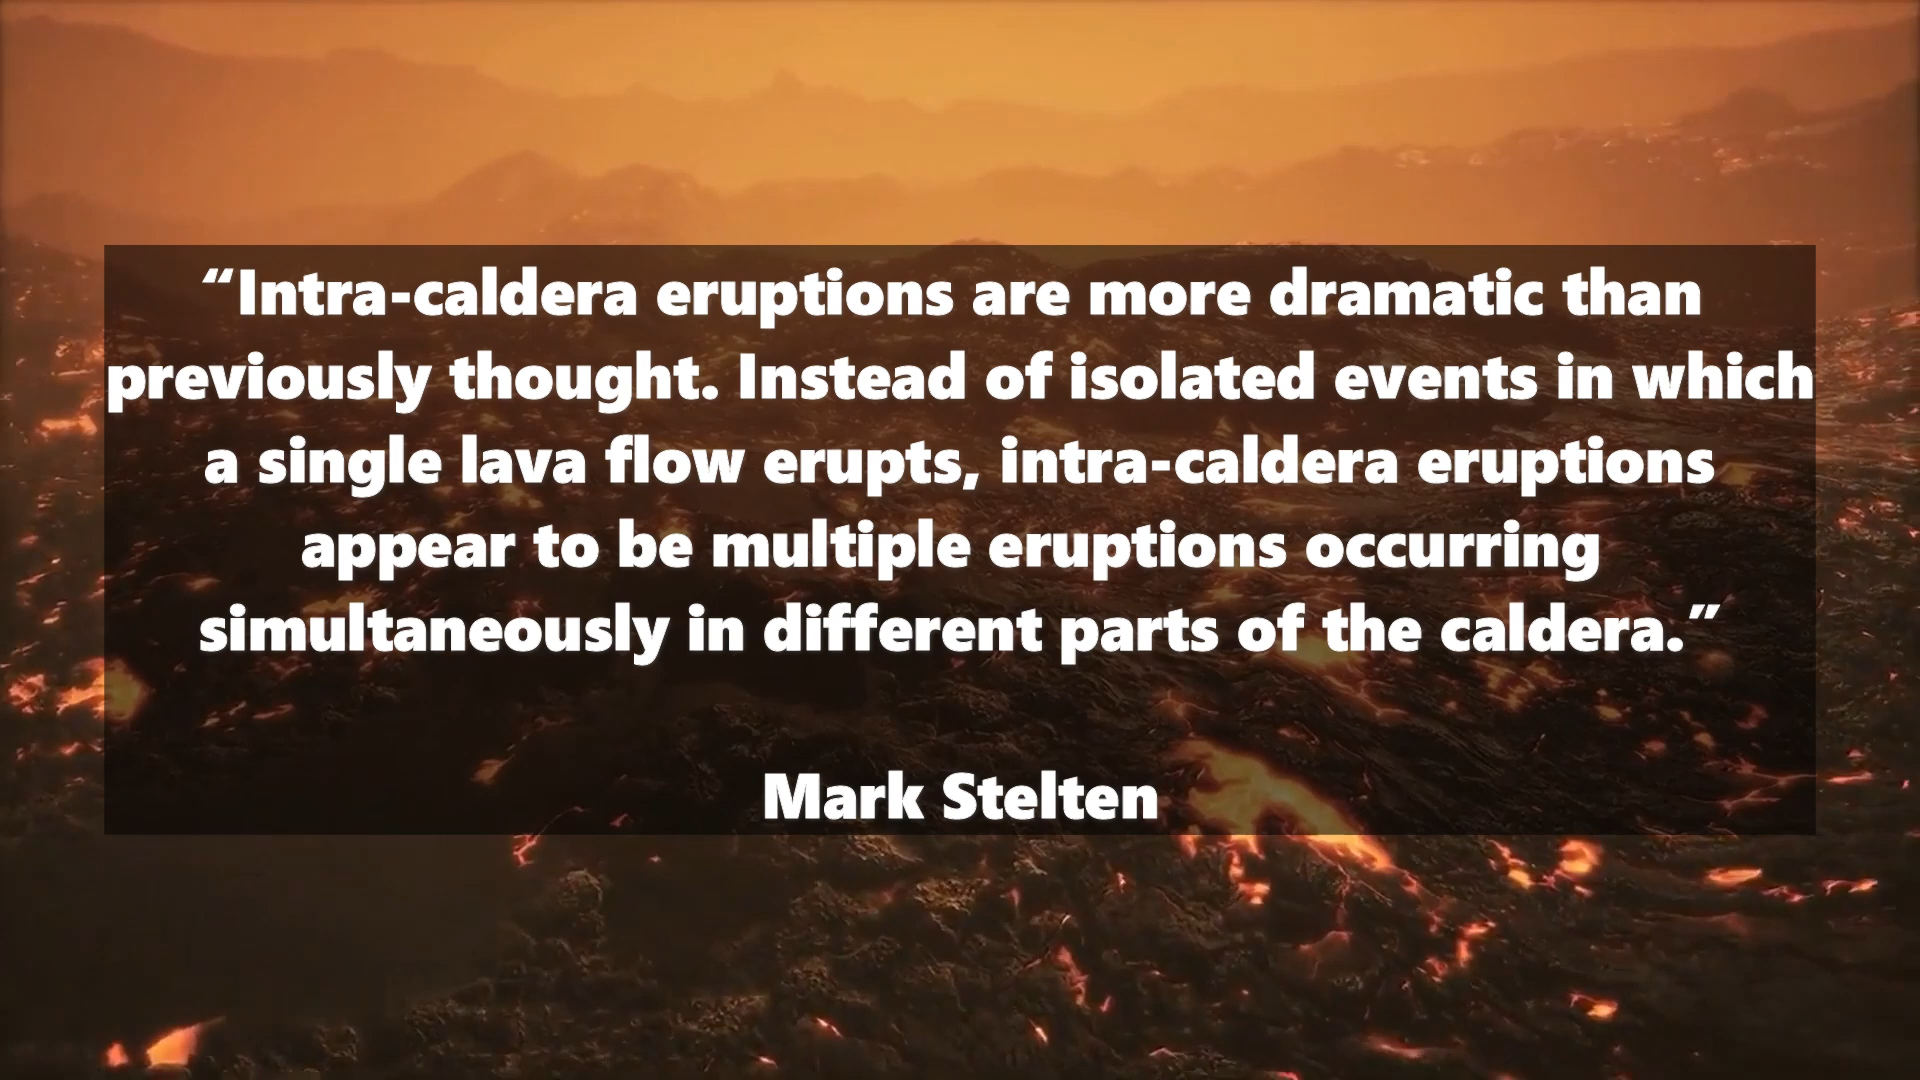 “Intra-caldera eruptions are more dramatic than
previously thought. Instead of isolated events in which
a single lava flow erupts, intra-caldera eruptions
appear to be multiple eruptions occurring
simultaneously in different parts of the caldera.”
Mark Stelten